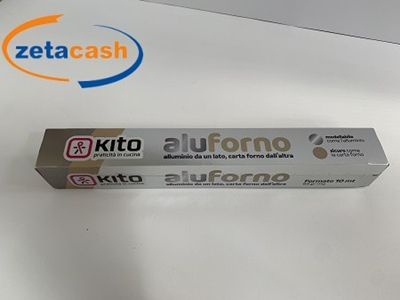 zetacash
Kito
praticità in cucina
aluforno
alluminio da un lato, carta forno dall'altra
modellabile
come l'alluminio
sicuro come
la carta forno
Kito
praticità in cucina
aluforno
alluminio da un lato, carta forno dall'altra
Formato 10 mt